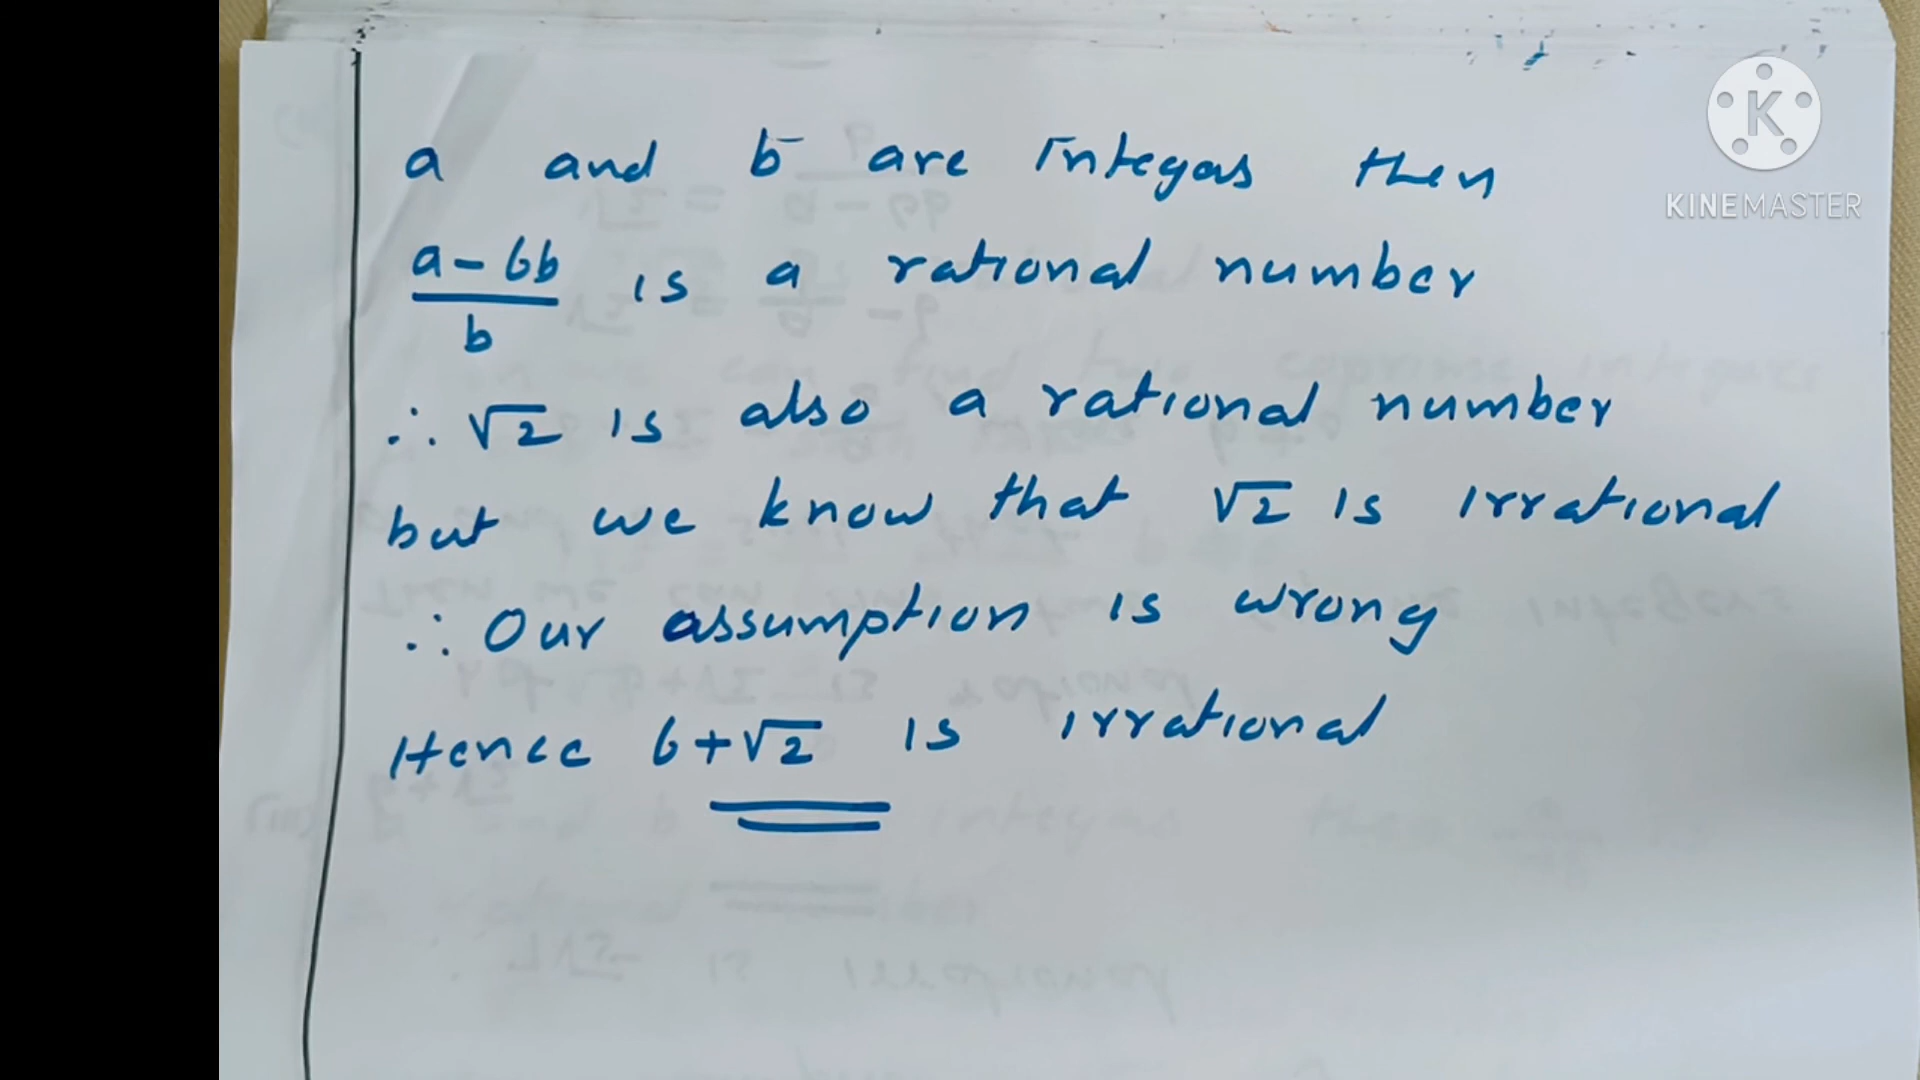 a and b are Integas then
a - 6b
b
is a rational number
∴ √2 is also a rational number
but we know that √2 is irrational
∴ Our assumption is wrong
Hence 6+√2 is irrational
K
KINEMASTER